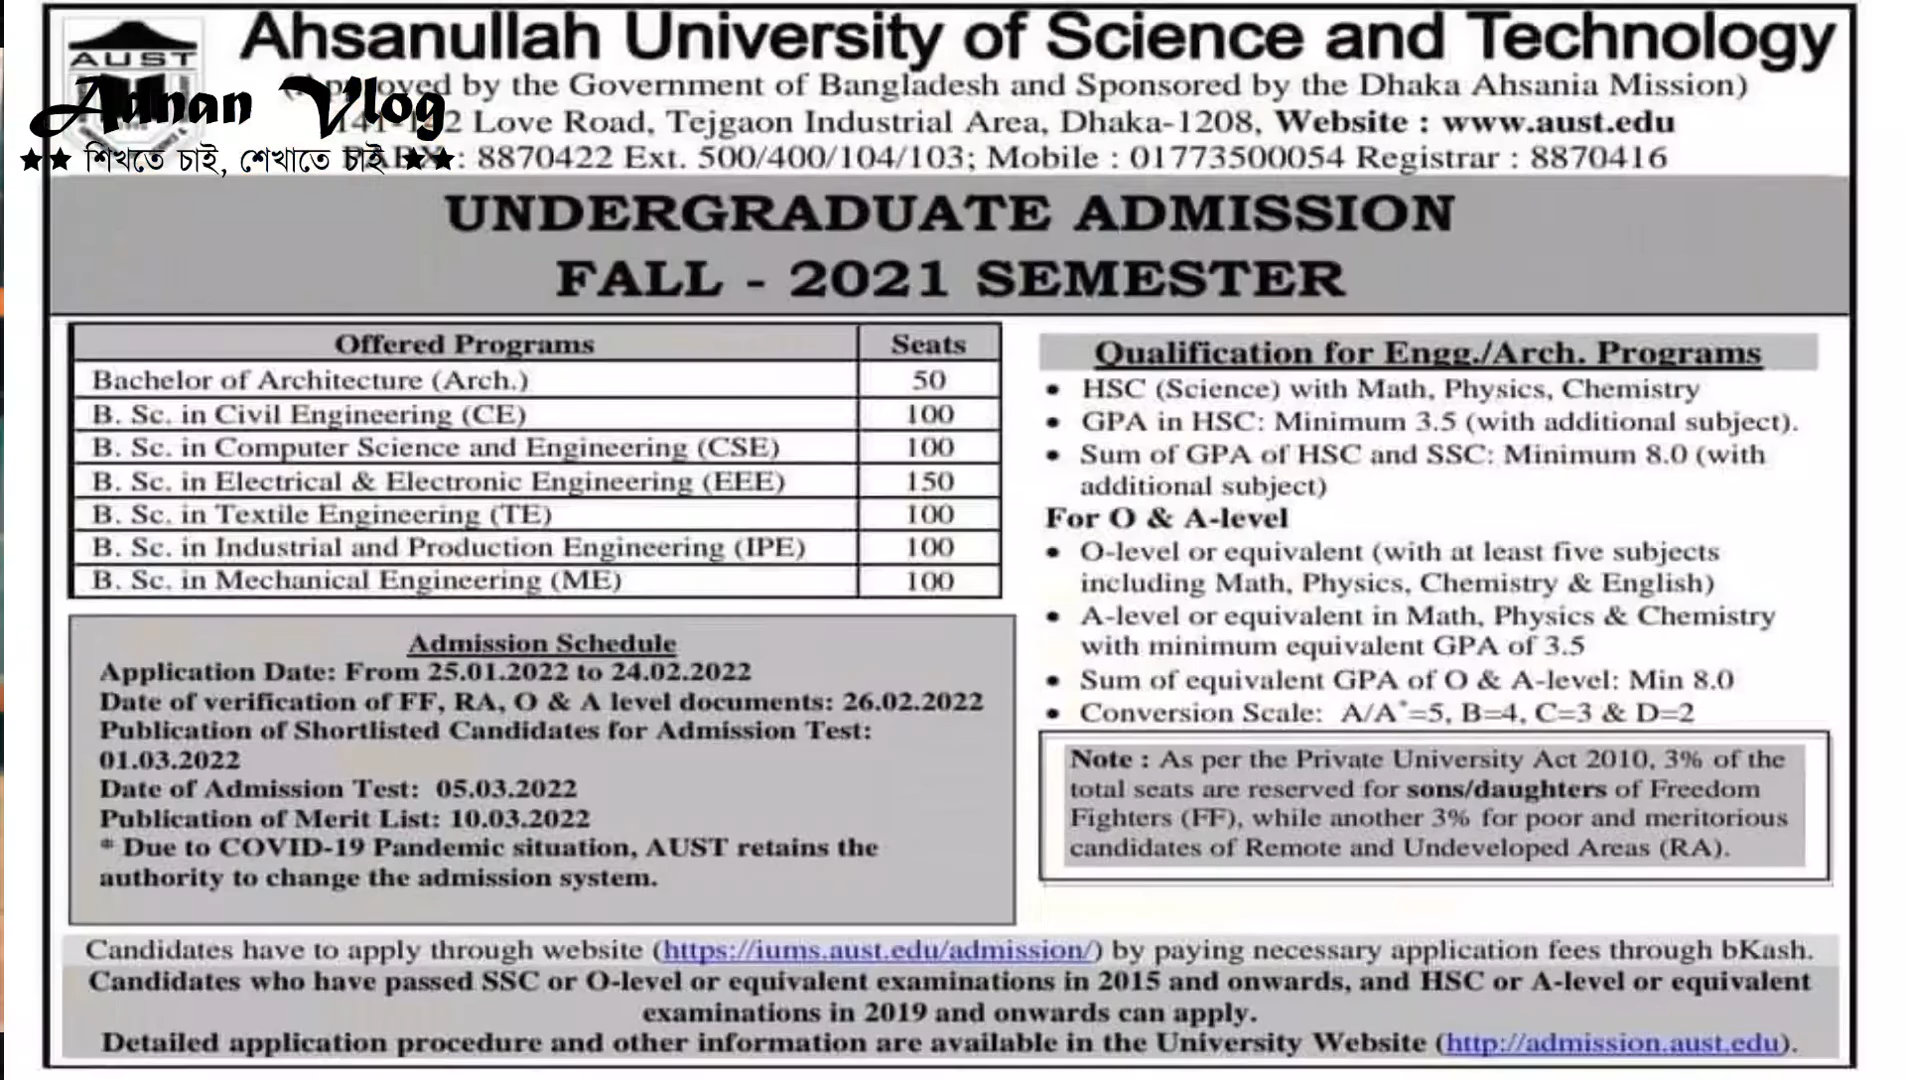 Ahsanullah University of Science and Technology
AUST
by the Government of Bangladesh and Sponsored by the Dhaka Ahsania Mission)
Adnan Vlog
Love Road, Tejgaon Industrial Area, Dhaka-1208, Website : www.aust.edu
★★ শিখতে চাই, শেখাতে চাই ★★
: 8870422 Ext. 500/400/104/103; Mobile : 01773500054 Registrar : 8870416
UNDERGRADUATE ADMISSION
FALL - 2021 SEMESTER
Offered Programs Seats
Bachelor of Architecture (Arch.) 50
B. Sc. in Civil Engineering (CE) 100
B. Sc. in Computer Science and Engineering (CSE) 100
B. Sc. in Electrical & Electronic Engineering (EEE) 150
B. Sc. in Textile Engineering (TE) 100
B. Sc. in Industrial and Production Engineering (IPE) 100
B. Sc. in Mechanical Engineering (ME) 100
Admission Schedule
Application Date: From 25.01.2022 to 24.02.2022
Date of verification of FF, RA, O & A level documents: 26.02.2022
Publication of Shortlisted Candidates for Admission Test:
01.03.2022
Date of Admission Test: 05.03.2022
Publication of Merit List: 10.03.2022
* Due to COVID-19 Pandemic situation, AUST retains the
authority to change the admission system.
Qualification for Engg./Arch. Programs
• HSC (Science) with Math, Physics, Chemistry
• GPA in HSC: Minimum 3.5 (with additional subject).
• Sum of GPA of HSC and SSC: Minimum 8.0 (with
additional subject)
For O & A-level
• O-level or equivalent (with at least five subjects
including Math, Physics, Chemistry & English)
• A-level or equivalent in Math, Physics & Chemistry
with minimum equivalent GPA of 3.5
• Sum of equivalent GPA of O & A-level: Min 8.0
• Conversion Scale: A/A*=5, B=4, C=3 & D=2
Note : As per the Private University Act 2010, 3% of the
total seats are reserved for sons/daughters of Freedom
Fighters (FF), while another 3% for poor and meritorious
candidates of Remote and Undeveloped Areas (RA).
Candidates have to apply through website (https://iums.aust.edu/admission/) by paying necessary application fees through bKash.
Candidates who have passed SSC or O-level or equivalent examinations in 2015 and onwards, and HSC or A-level or equivalent
examinations in 2019 and onwards can apply.
Detailed application procedure and other information are available in the University Website (http://admission.aust.edu).